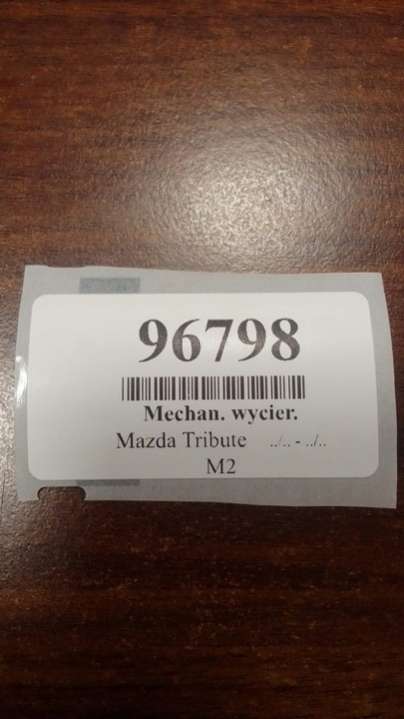 96798
Mechan. wycier.
Mazda Tribute ../.. - ../..
M2